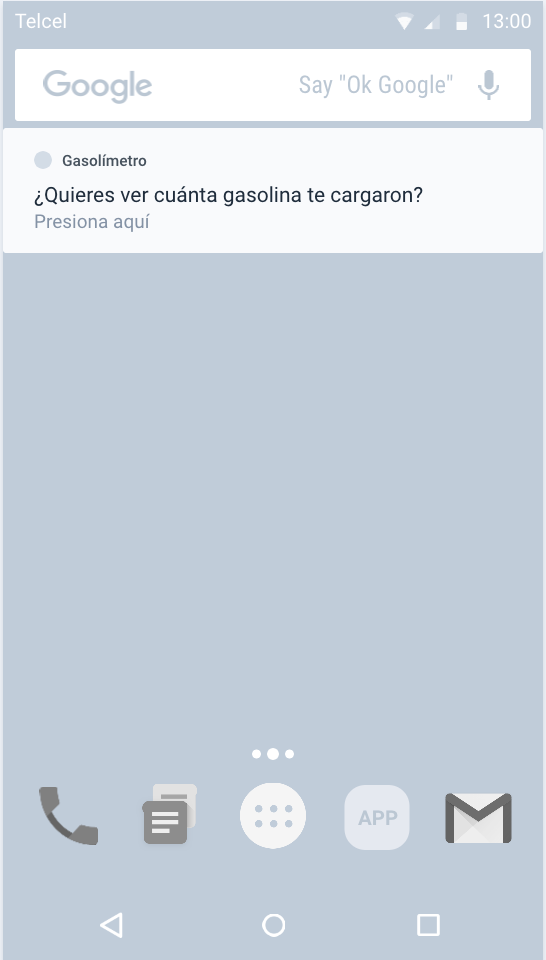 Telcel 13:00
Google Say "Ok Google"
Gasolímetro
¿Quieres ver cuánta gasolina te cargaron?
Presiona aquí
APP